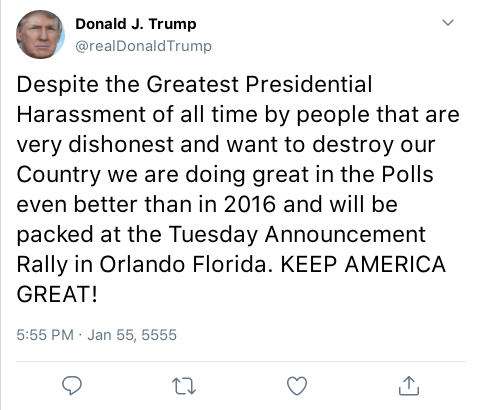 Donald J. Trump
@realDonaldTrump
Despite the Greatest Presidential
Harassment of all time by people that are
very dishonest and want to destroy our
Country we are doing great in the Polls
even better than in 2016 and will be
packed at the Tuesday Announcement
Rally in Orlando Florida. KEEP AMERICA
GREAT!
5:55 PM · Jan 55, 5555